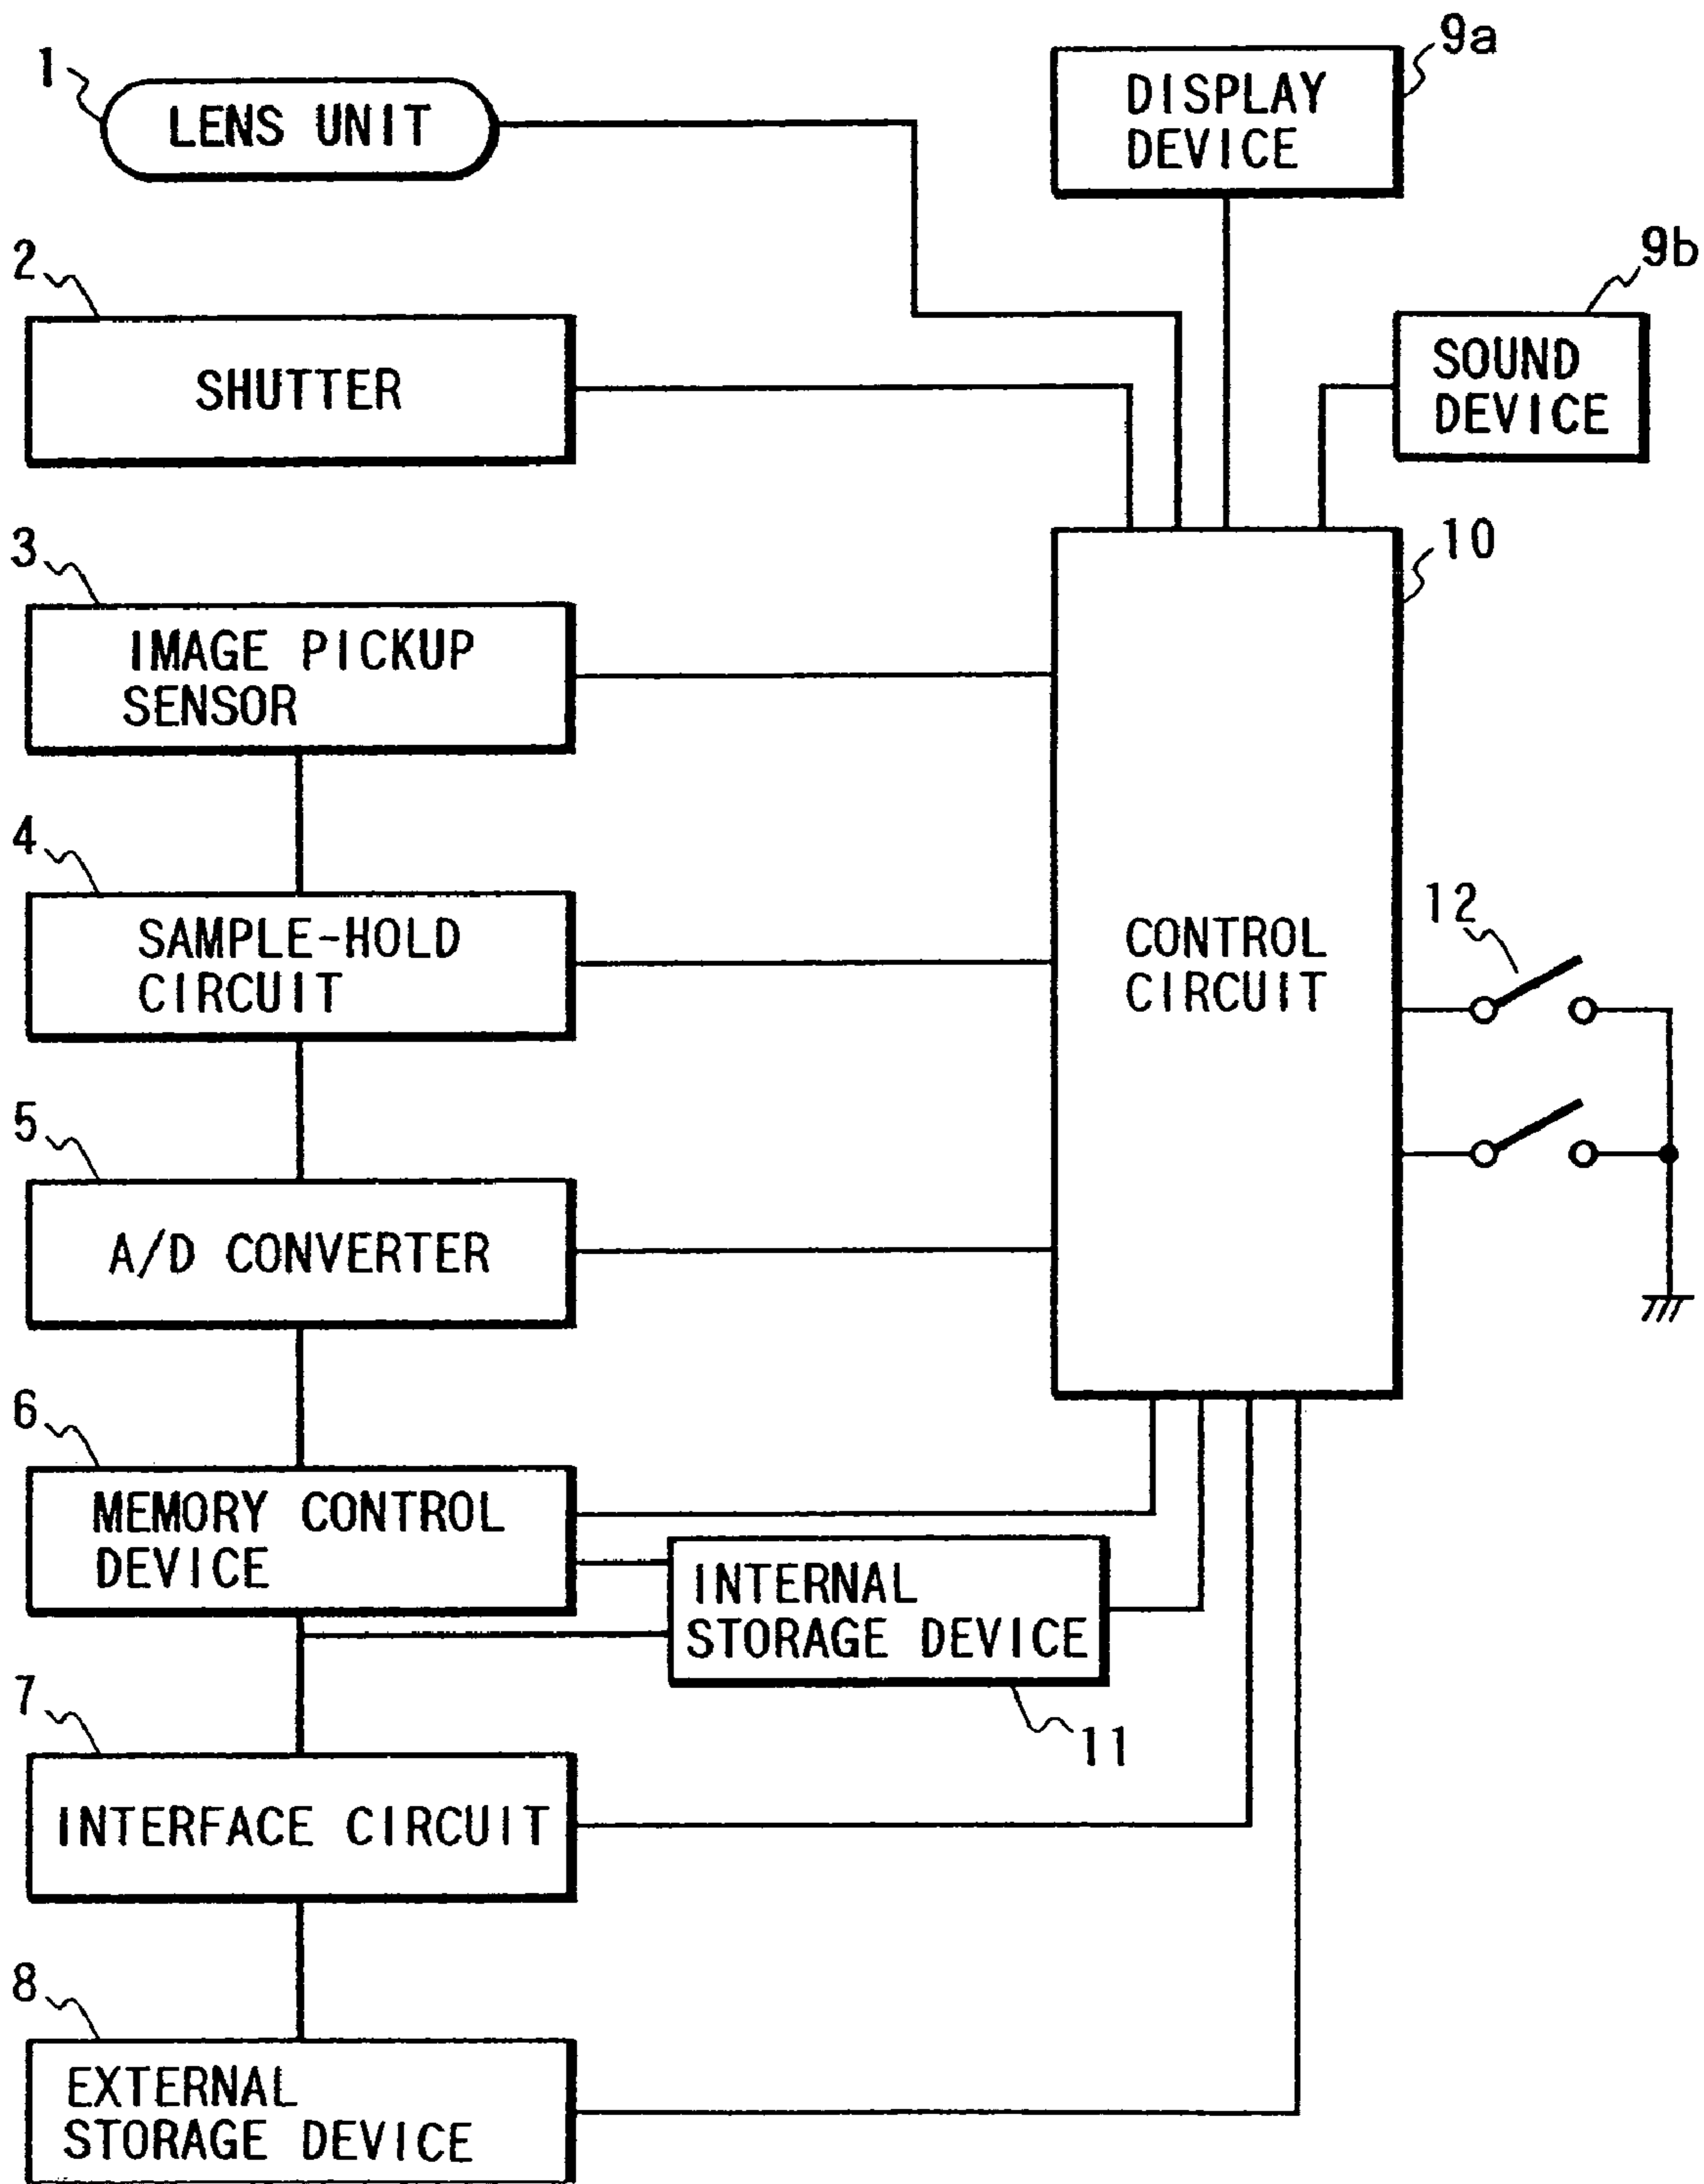 1
LENS UNIT
9a
DISPLAY
DEVICE
2
SHUTTER
9b
SOUND
DEVICE
3
IMAGE PICKUP
SENSOR
10
CONTROL
CIRCUIT
4
SAMPLE-HOLD
CIRCUIT
12
5
A/D CONVERTER
6
MEMORY CONTROL
DEVICE
INTERNAL
STORAGE DEVICE
11
7
INTERFACE CIRCUIT
8
EXTERNAL
STORAGE DEVICE